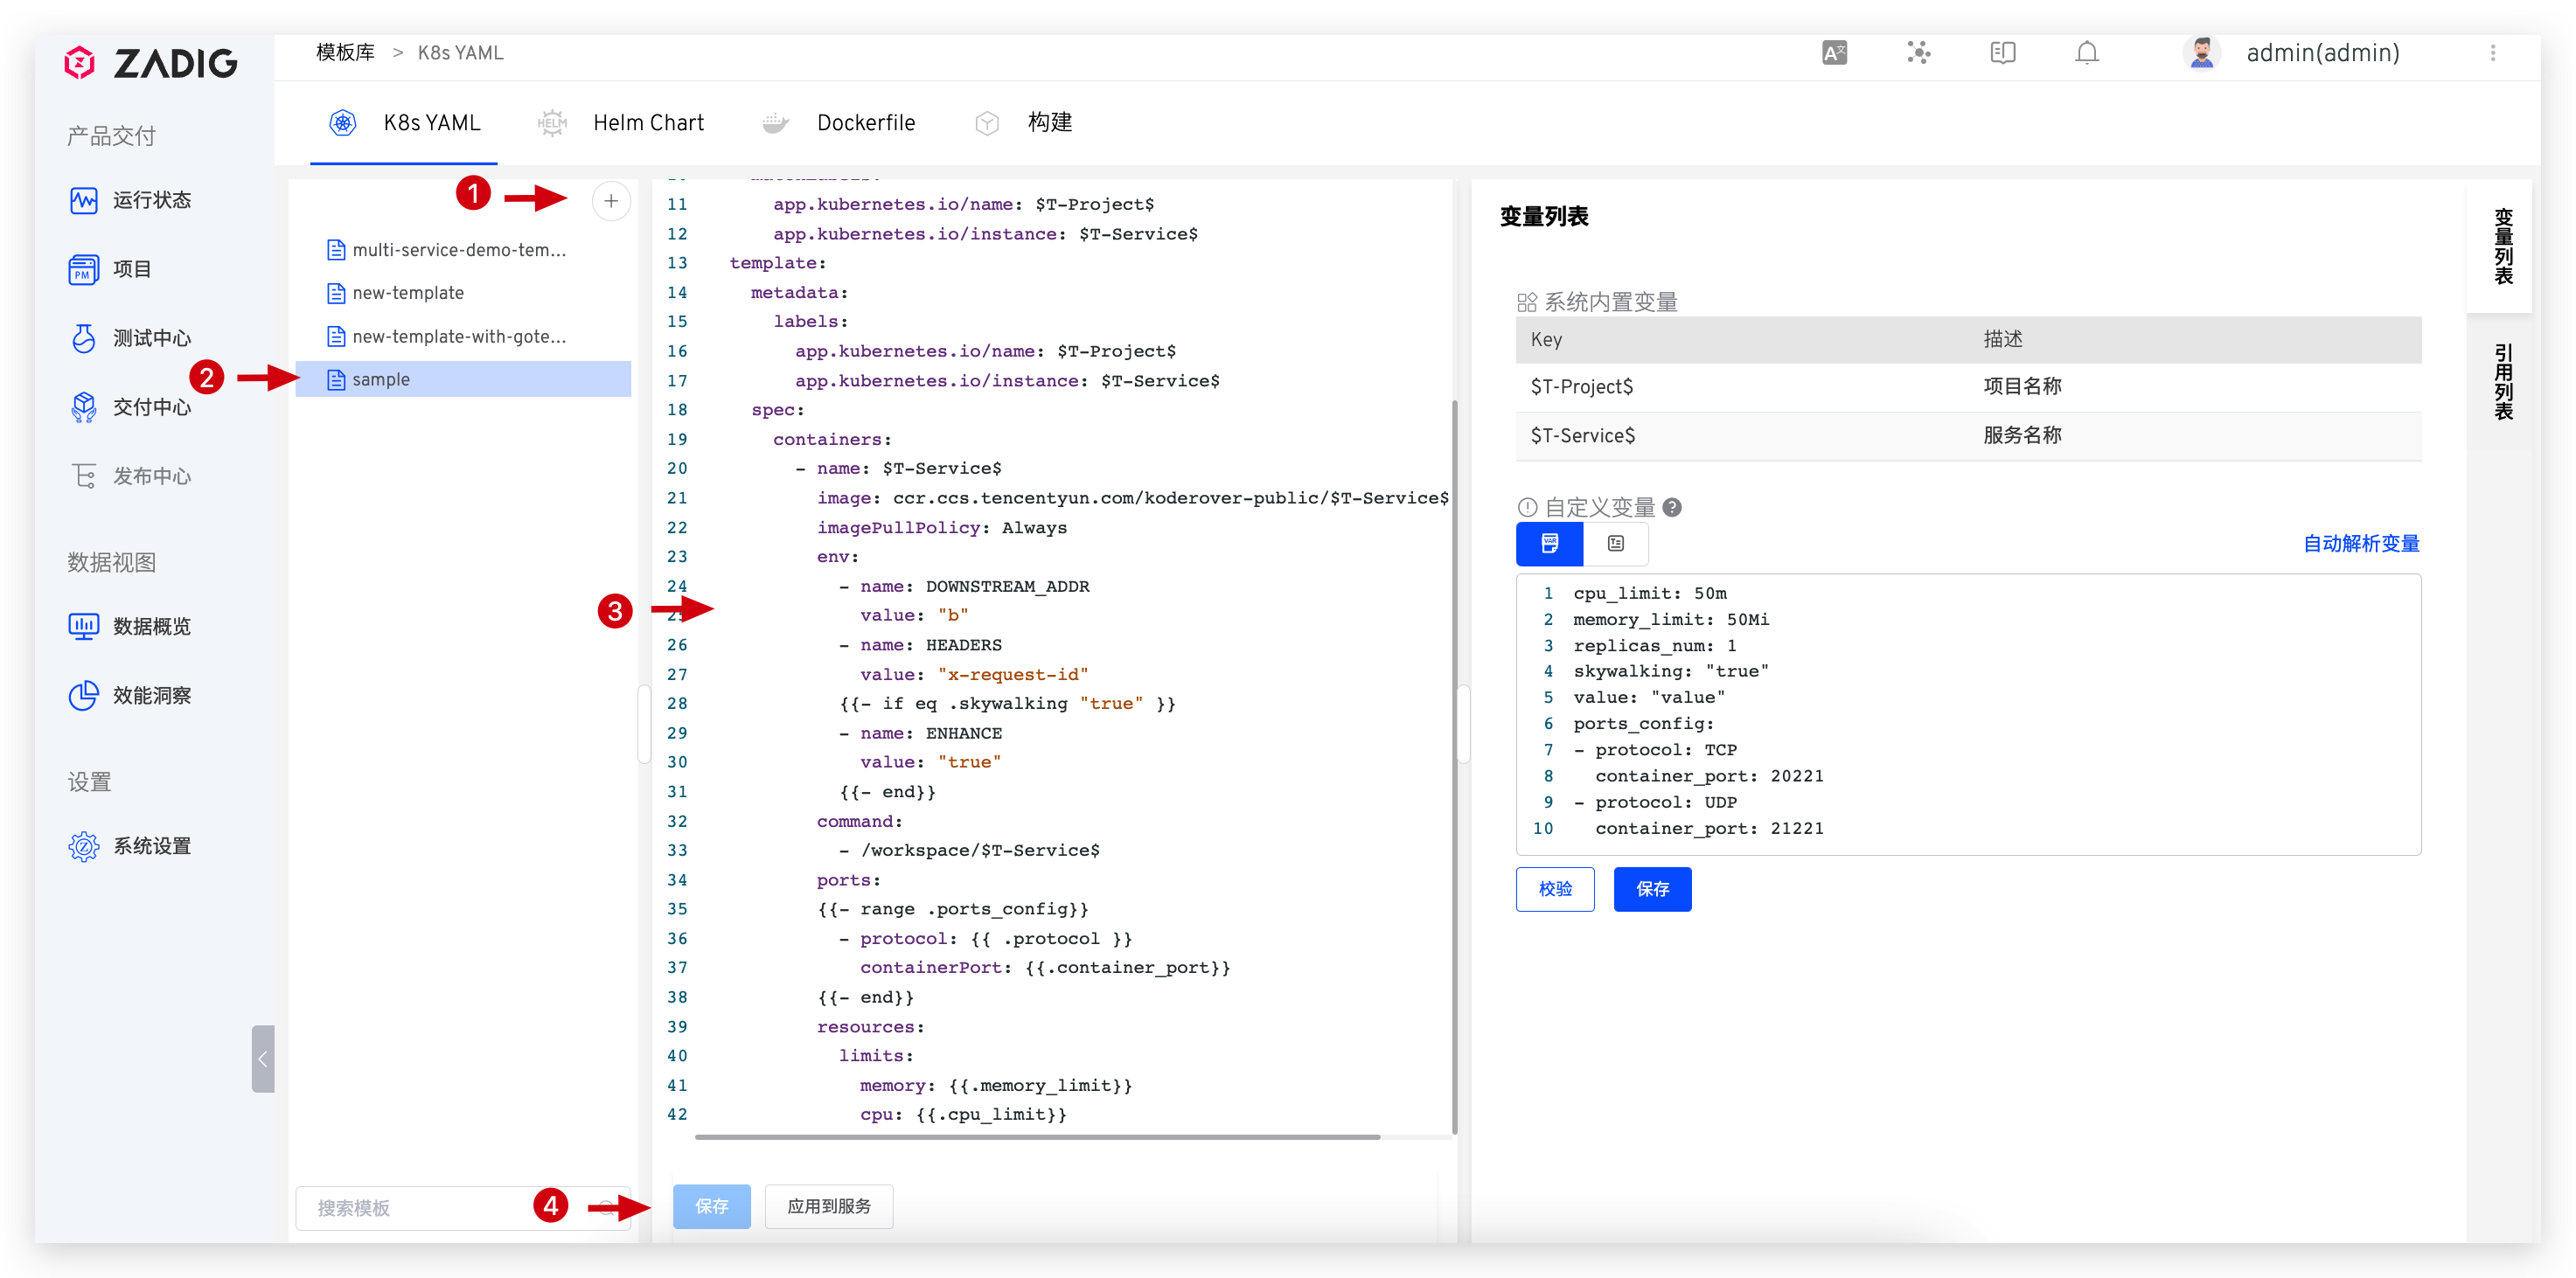 ZADIG
模板库 > K8s YAML
admin(admin)
产品交付
运行状态
项目
测试中心
交付中心
发布中心
数据视图
数据概览
效能洞察
设置
系统设置
K8s YAML
Helm Chart
Dockerfile
构建
1
multi-service-demo-tem...
new-template
new-template-with-gote...
2
sample
搜索模板
3
11 app.kubernetes.io/name: $T-Project$
12 app.kubernetes.io/instance: $T-Service$
13 template:
14 metadata:
15 labels:
16 app.kubernetes.io/name: $T-Project$
17 app.kubernetes.io/instance: $T-Service$
18 spec:
19 containers:
20 - name: $T-Service$
21 image: ccr.ccs.tencentyun.com/koderover-public/$T-Service$
22 imagePullPolicy: Always
23 env:
24 - name: DOWNSTREAM_ADDR
25 value: "b"
26 - name: HEADERS
27 value: "x-request-id"
28 {{- if eq .skywalking "true" }}
29 - name: ENHANCE
30 value: "true"
31 {{- end}}
32 command:
33 - /workspace/$T-Service$
34 ports:
35 {{- range .ports_config}}
36 - protocol: {{ .protocol }}
37 containerPort: {{.container_port}}
38 {{- end}}
39 resources:
40 limits:
41 memory: {{.memory_limit}}
42 cpu: {{.cpu_limit}}
4
保存
应用到服务
变量列表
系统内置变量
Key 描述
$T-Project$ 项目名称
$T-Service$ 服务名称
自定义变量
自动解析变量
1 cpu_limit: 50m
2 memory_limit: 50Mi
3 replicas_num: 1
4 skywalking: "true"
5 value: "value"
6 ports_config:
7 - protocol: TCP
8 container_port: 20221
9 - protocol: UDP
10 container_port: 21221
校验
保存
变量列表
引用列表